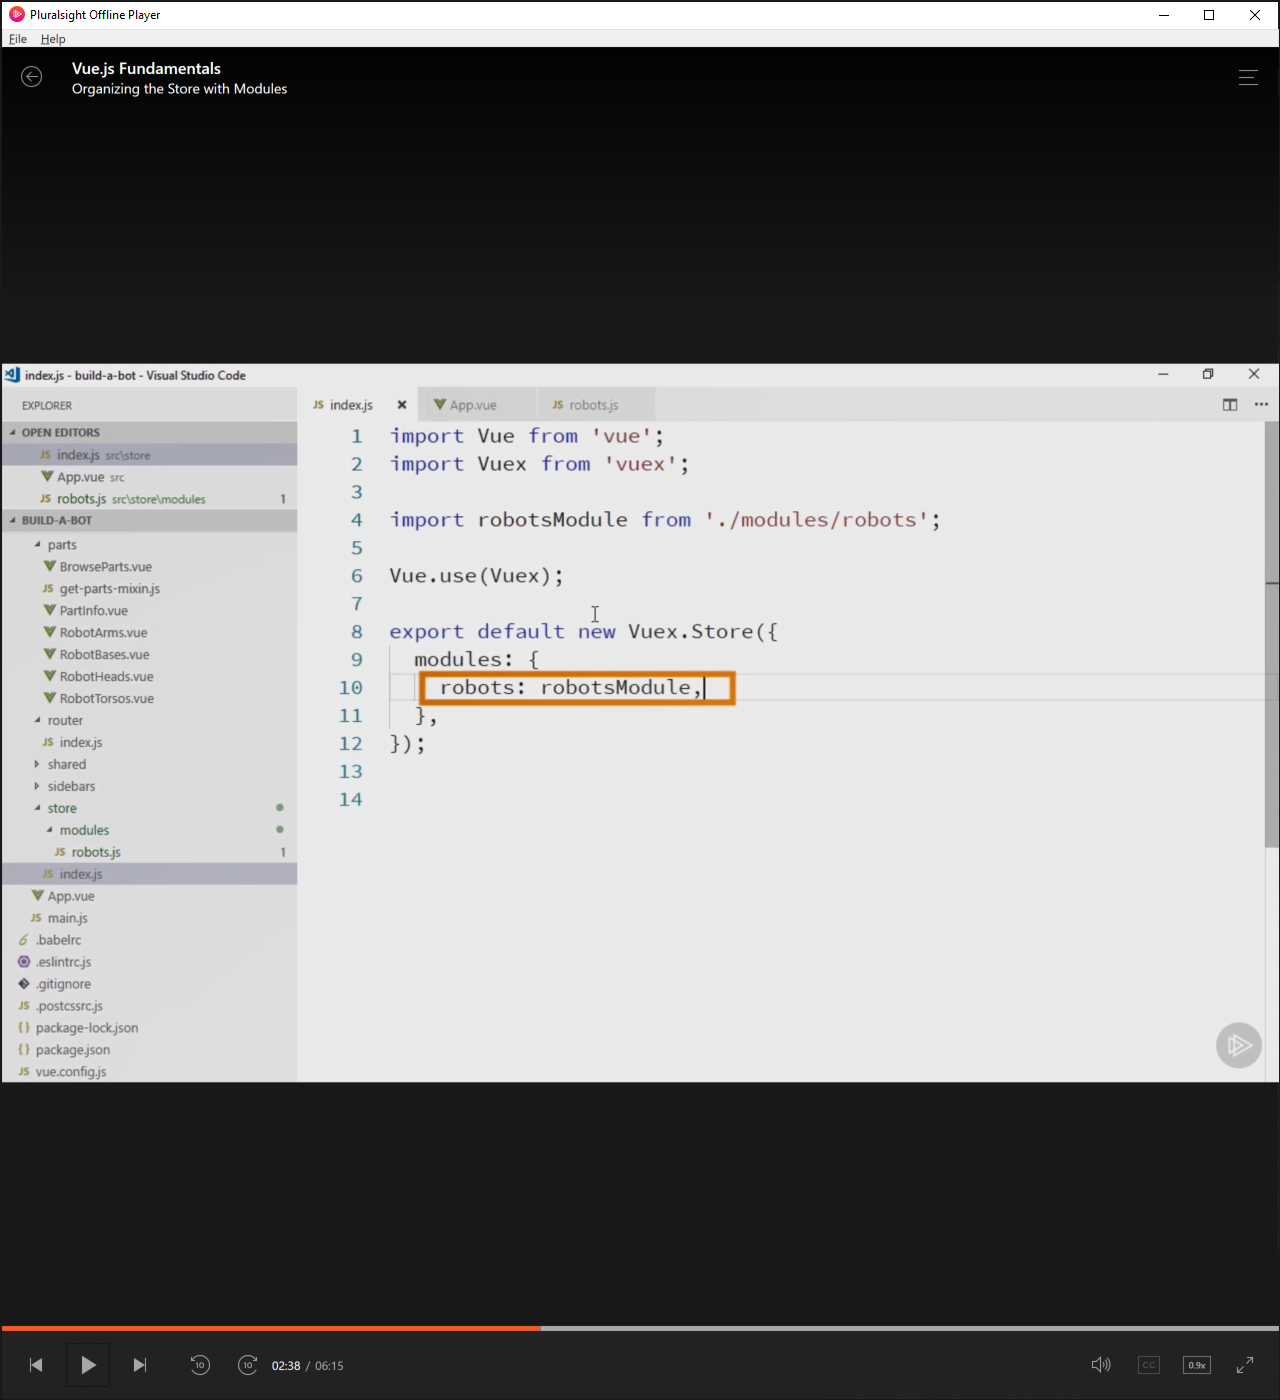 Pluralsight Offline Player
File Help
Vue.js Fundamentals
Organizing the Store with Modules
index.js - build-a-bot - Visual Studio Code
EXPLORER
OPEN EDITORS
JS index.js src\store
App.vue src
JS robots.js src\store\modules 1
BUILD-A-BOT
parts
BrowseParts.vue
JS get-parts-mixin.js
PartInfo.vue
RobotArms.vue
RobotBases.vue
RobotHeads.vue
RobotTorsos.vue
router
JS index.js
shared
sidebars
store
modules
JS robots.js 1
JS index.js
App.vue
JS main.js
.babelrc
.eslintrc.js
.gitignore
JS .postcssrc.js
{} package-lock.json
{} package.json
JS vue.config.js
JS index.js App.vue JS robots.js
1 import Vue from 'vue';
2 import Vuex from 'vuex';
3
4 import robotsModule from './modules/robots';
5
6 Vue.use(Vuex);
7
8 export default new Vuex.Store({
9 modules: {
10 robots: robotsModule,
11 },
12 });
13
14
10 10 02:38 / 06:15 CC 0.9x